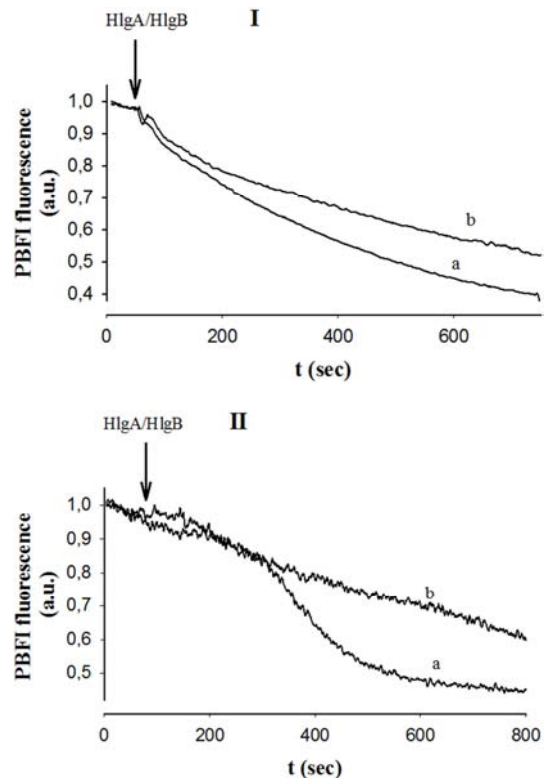 HlgA/HlgB I
PBFI fluorescence
(a.u.)
1,0
0,9
0,8
0,7
0,6
0,5
0,4
b
a
0 200 400 600
t (sec)
HlgA/HlgB II
PBFI fluorescence
(a.u.)
1,0
0,9
0,8
0,7
0,6
0,5
b
a
0 200 400 600 800
t (sec)